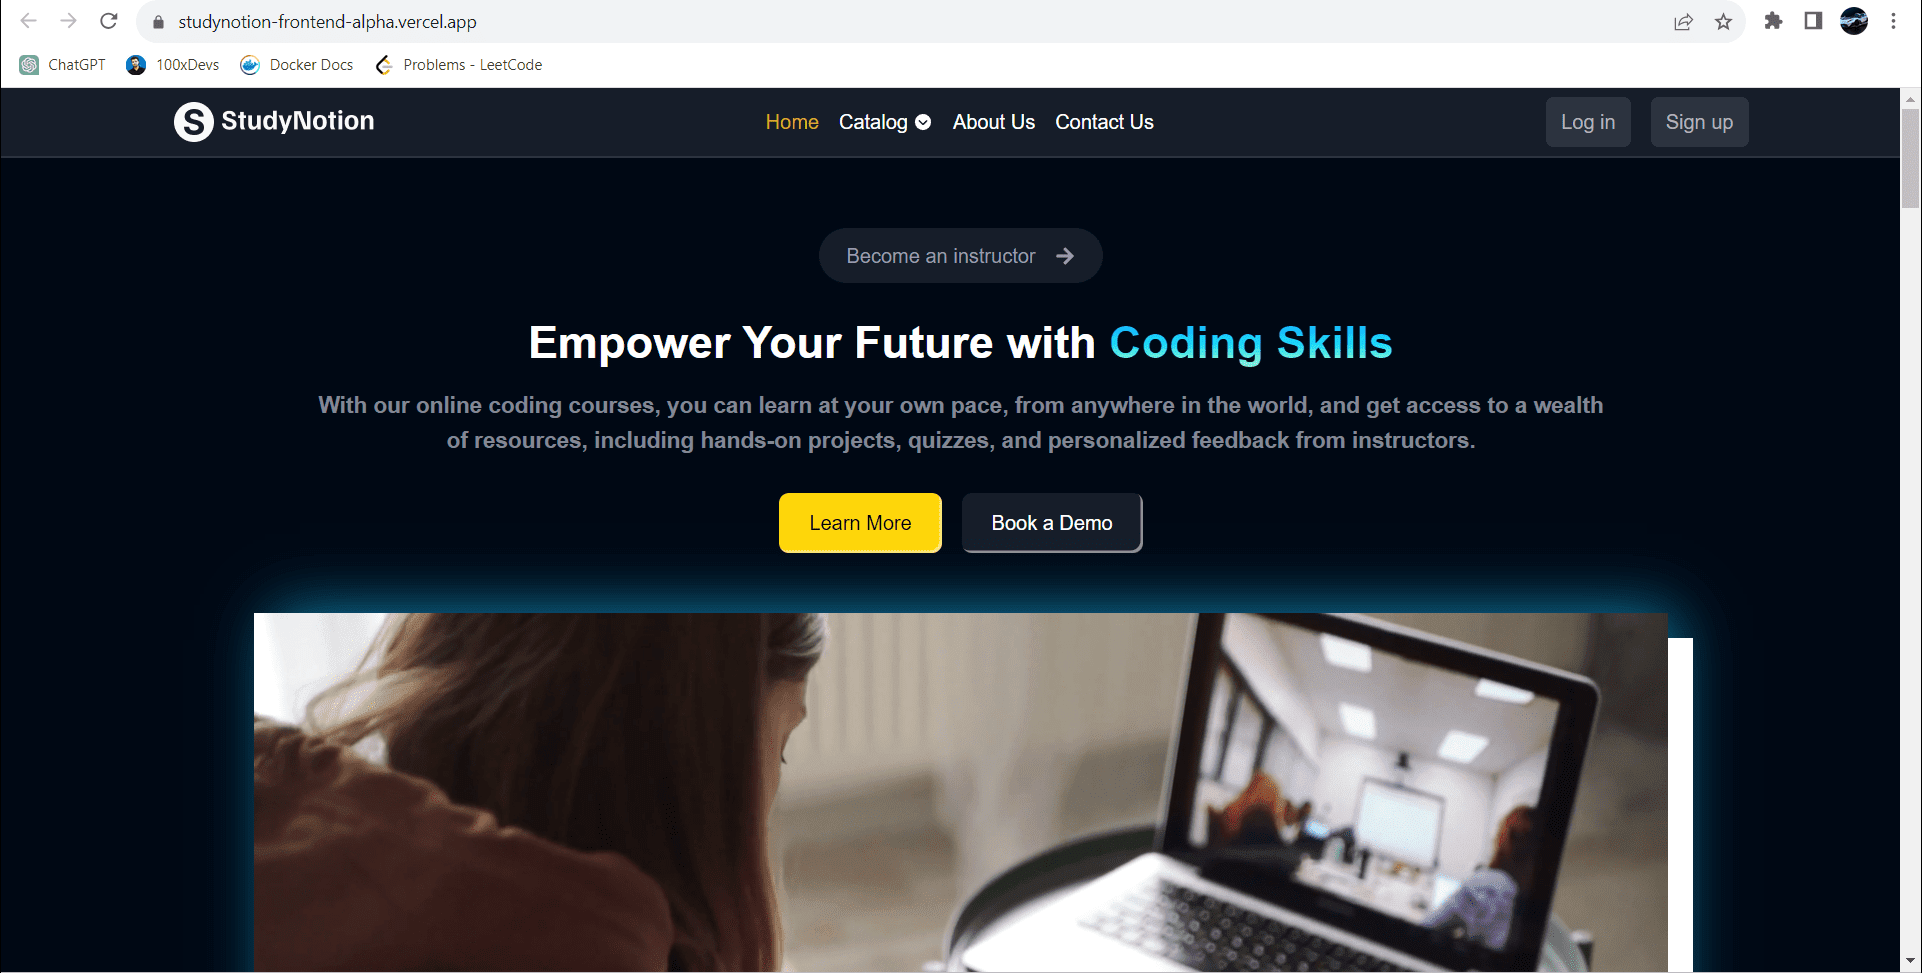 studynotion-frontend-alpha.vercel.app
ChatGPT 100xDevs Docker Docs Problems - LeetCode
S StudyNotion Home Catalog About Us Contact Us Log in Sign up
Become an instructor
Empower Your Future with Coding Skills
With our online coding courses, you can learn at your own pace, from anywhere in the world, and get access to a wealth
of resources, including hands-on projects, quizzes, and personalized feedback from instructors.
Learn More Book a Demo